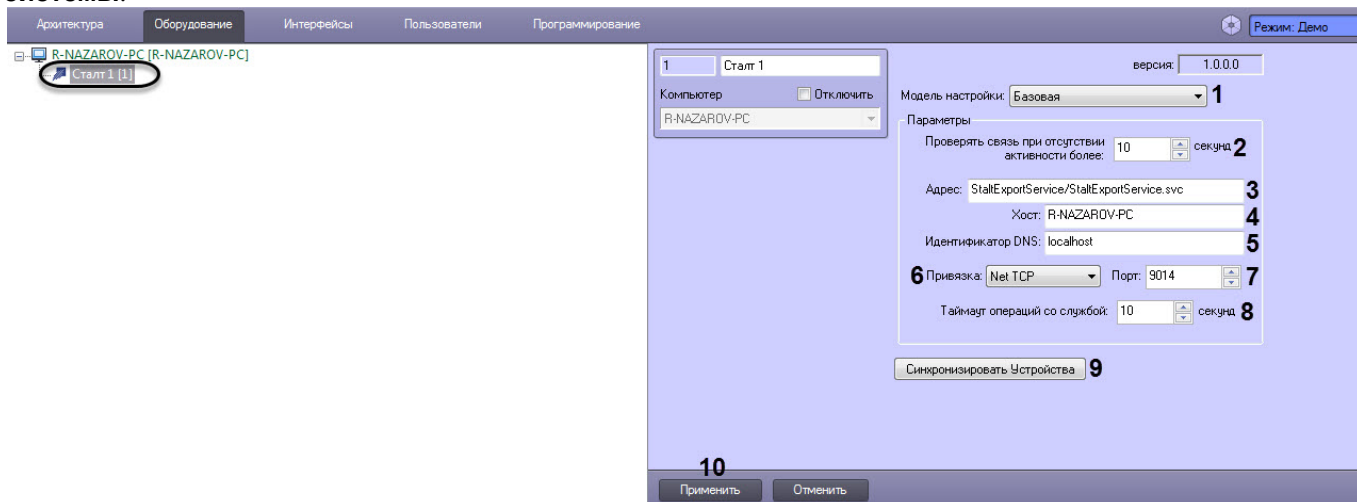 Архитектура Оборудование Интерфейсы Пользователи Программирование Режим: Демо
R-NAZAROV-PC [R-NAZAROV-PC]
Сталт 1 [1]
1 Сталт 1
Компьютер Отключить
R-NAZAROV-PC
версия: 1.0.0.0
Модель настройки: Базовая 1
Параметры
Проверять связь при отсутствии
активности более: 10 секунд 2
Адрес: StaltExportService/StaltExportService.svc 3
Хост: R-NAZAROV-PC 4
Идентификатор DNS: localhost 5
6 Привязка: Net TCP Порт: 9014 7
Таймаут операций со службой: 10 секунд 8
Синхронизировать Устройства 9
10
Применить Отменить